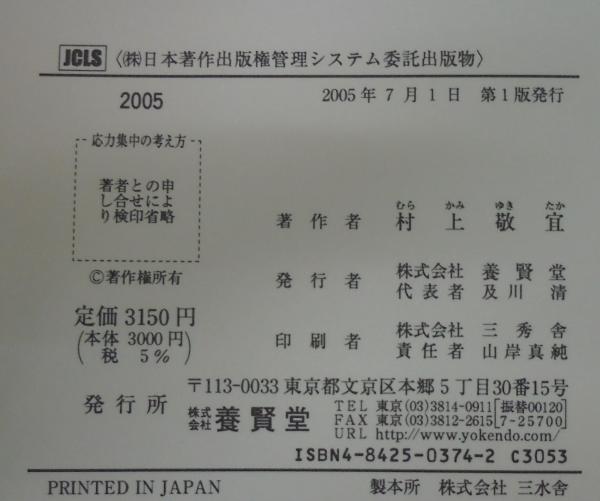 JCLS 〈㈱日本著作出版権管理システム委託出版物〉
2005
2005年7月1日 第1版発行
応力集中の考え方
著者との申
し合せによ
り検印省略
©著作権所有
むら かみ ゆき たか
著作者 村上敬宜
発行者 株式会社 養賢堂
代表者 及川 清
定価3150円
(本体 3000円
税 5%)
印刷者 株式会社 三秀舎
責任者 山岸真純
〒113-0033 東京都文京区本郷5丁目30番15号
発行所 株式会社 養賢堂
TEL 東京(03)3814-0911 [振替00120]
FAX 東京(03)3812-2615 [7-25700]
URL http://www.yokendo.com/
ISBN4-8425-0374-2 C3053
PRINTED IN JAPAN 製本所 株式会社 三水舎